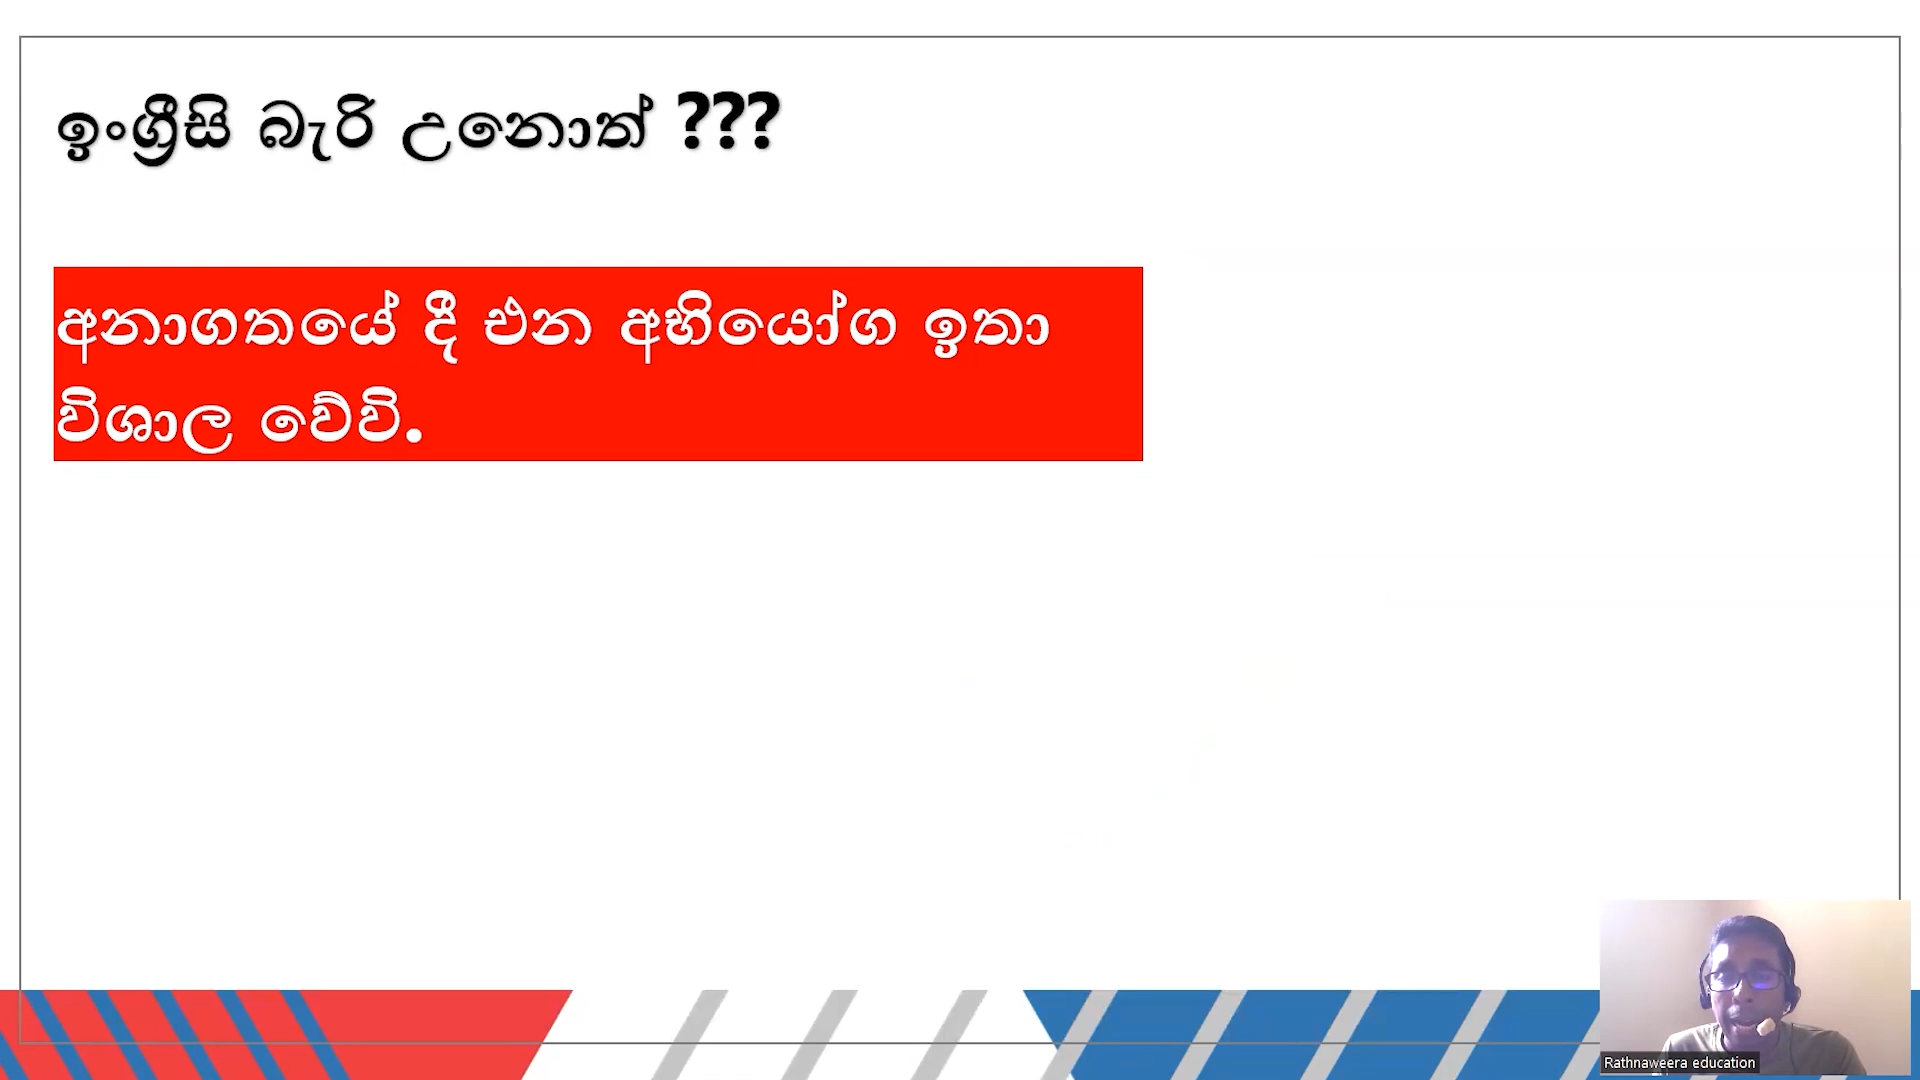 ඉංග්‍රීසි බැරි උනොත් ???
අනාගතයේ දී එන අභියෝග ඉතා
විශාල වේවි.
Rathnaweera education